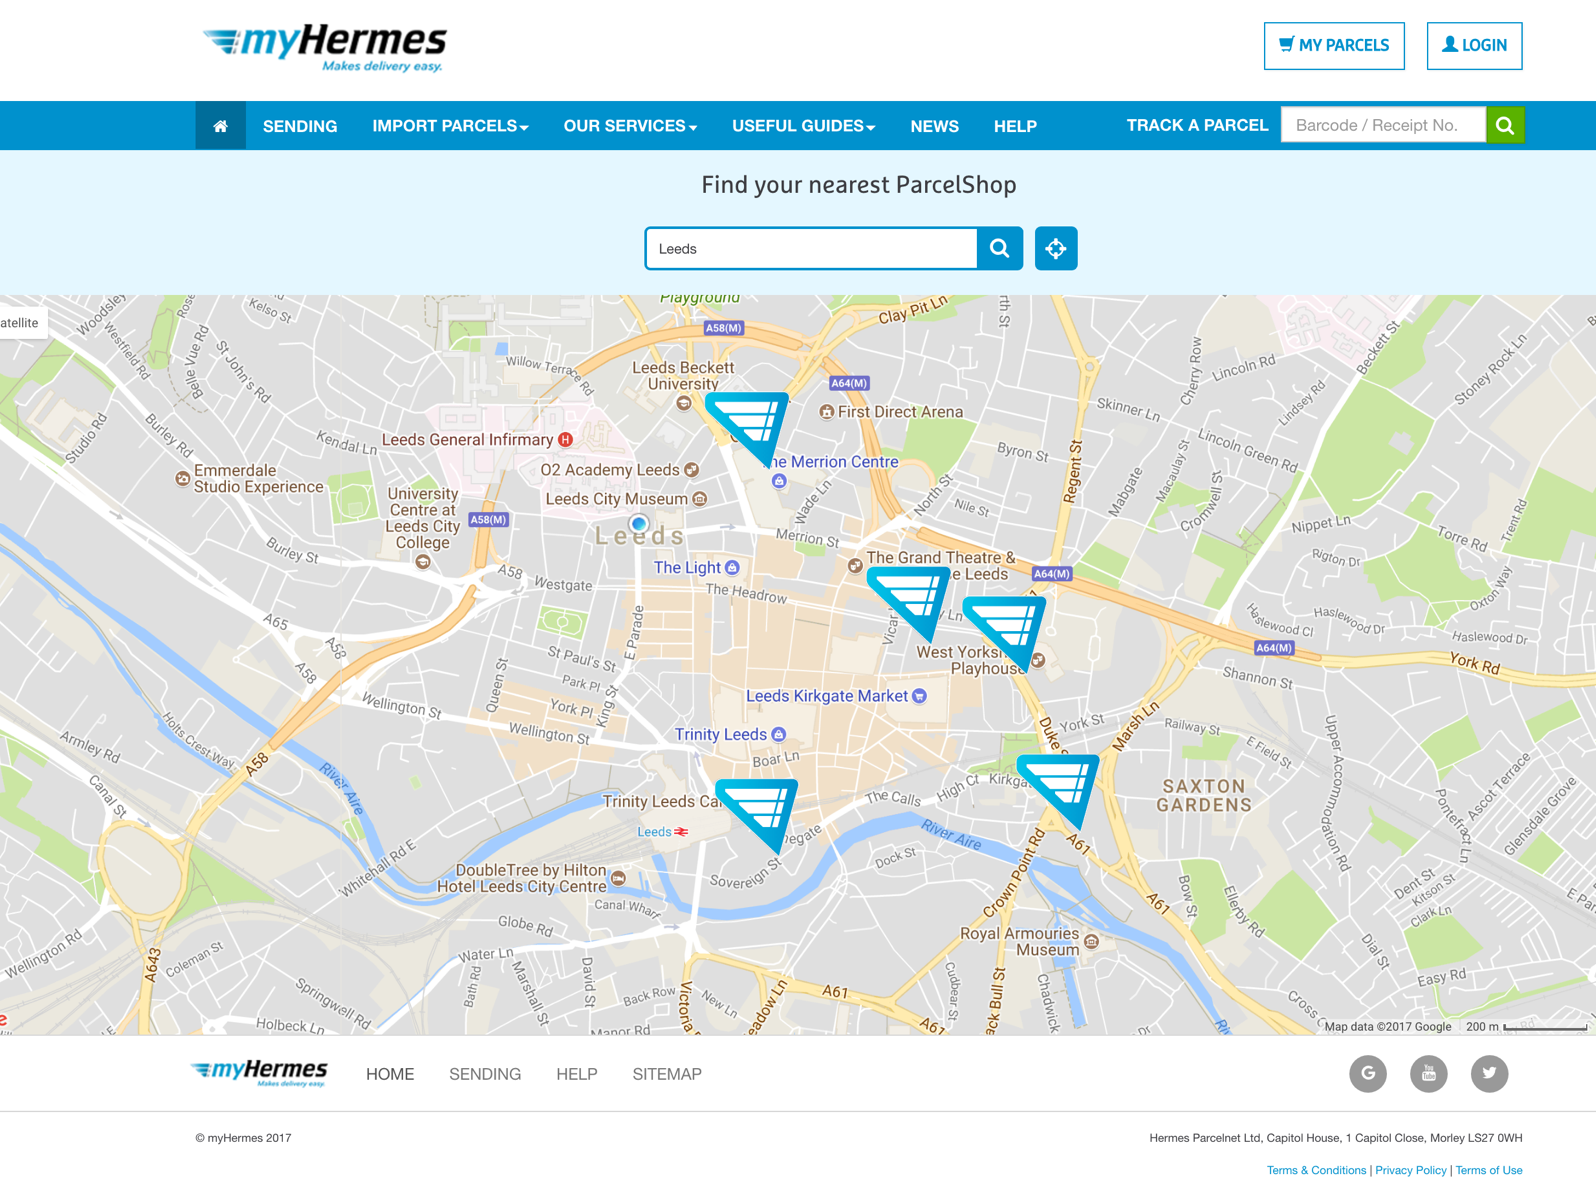 myHermes
Makes delivery easy.
MY PARCELS
LOGIN
SENDING
IMPORT PARCELS
OUR SERVICES
USEFUL GUIDES
NEWS
HELP
TRACK A PARCEL
Barcode / Receipt No.
Find your nearest ParcelShop
Leeds
atellite
Playground
Clay Pit Ln
A58(M)
Woodsley
Westfield Rd
Belle Vue Rd
Kelso St
St John's Rd
Willow Terrace Rd
Leeds Beckett
University
A64(M)
First Direct Arena
Cherry Row
Lincoln Rd
Beckett St
Stoney Rock Ln
Lindsey Rd
Skinner Ln
Studio Rd
Burley Rd
Kendal Ln
Leeds General Infirmary
H
The Merrion Centre
Byron St
Regent St
Lincoln Green Rd
Mabgate
Macaulay St
Cromwell St
Emmerdale
Studio Experience
O2 Academy Leeds
Leeds City Museum
University
Centre at
Leeds City
College
A58(M)
Wade Ln
North St
Nile St
Nippet Ln
Trent Rd
Torre Rd
Rigton Dr
Leeds
Merrion St
Burley St
The Light
The Grand Theatre &
e Leeds
A64(M)
A58
Westgate
The Headrow
Vicar
Oxton Way
Haslewood Cl
Haslewood Dr
Haslewood Dr
A65
A58
A58
E Parade
St Paul's St
West Yorksh
Playhouse
A64(M)
York Rd
Shannon St
Queen St
Park Pl
York Pl
King St
Wellington St
Wellington St
Leeds Kirkgate Market
Trinity Leeds
Boar Ln
Duke S
York St
Marsh Ln
Railway St
E Field St
Upper Accommodation Rd
Holts Crest Way
Armley Rd
Canal St
A58
River Aire
Trinity Leeds Ca
Leeds
The Calls
High Ct
Kirkga
SAXTON
GARDENS
Pontefract Ln
Ascot Terrace
Glensdale Grove
River Aire
Whitehall Rd E
DoubleTree by Hilton
Hotel Leeds City Centre
Sovereign St
Dock St
Crown Point Rd
A61
A61
Bow St
Ellerby Rd
Dent St
Kitson St
Clark Ln
E Par
Canal Wharf
Globe Rd
Water Ln
Royal Armouries
Museum
Dial St
Easy Rd
Wellington Rd
A643
Coleman St
Springwell Rd
Holbeck Ln
Bath Rd
Marshall St
David St
Back Row
Manor Rd
Victoria
New Ln
eadow Ln
A61
A61
Cudbear St
ack Bull St
Chadwick
Cross
Map data ©2017 Google
200 m
myHermes
Makes delivery easy.
HOME
SENDING
HELP
SITEMAP
G
You
Tube
© myHermes 2017
Hermes Parcelnet Ltd, Capitol House, 1 Capitol Close, Morley LS27 0WH
Terms & Conditions | Privacy Policy | Terms of Use